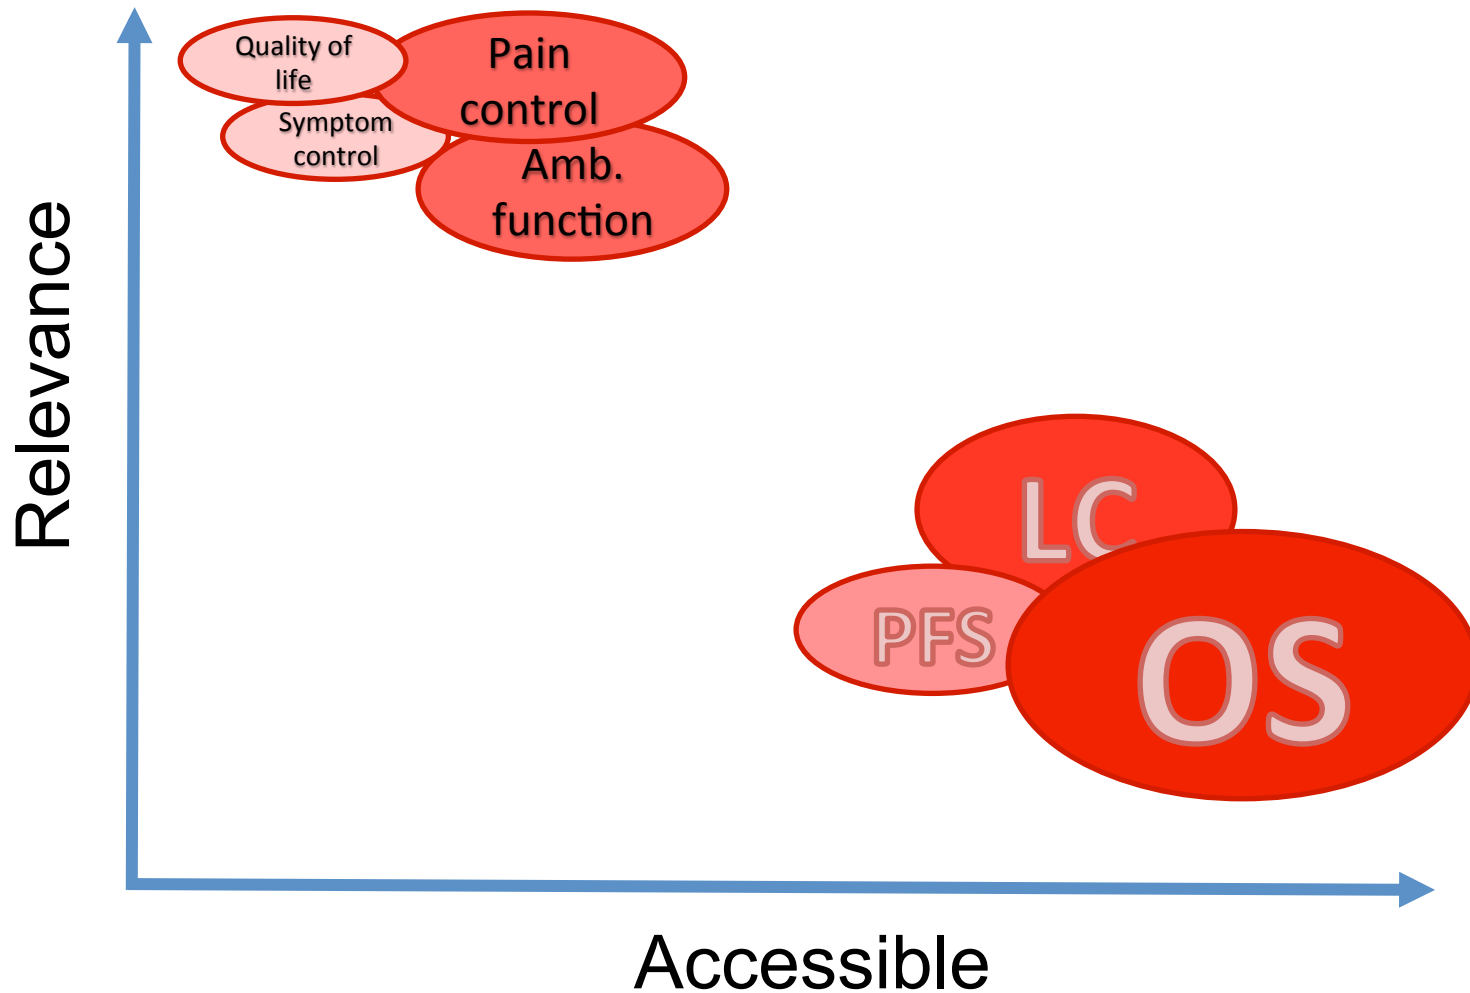 Quality of
life
Pain
control
Symptom
control
Amb.
function
Relevance
LC
PFS
OS
Accessible